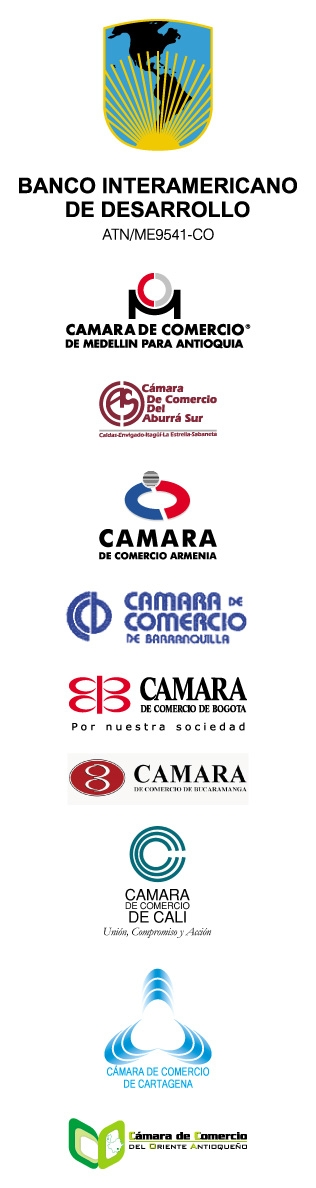 BANCO INTERAMERICANO
DE DESARROLLO
ATN/ME9541-CO
CAMARA DE COMERCIO®
DE MEDELLIN PARA ANTIOQUIA
Cámara
De Comercio
Del
Aburrá Sur
Caldas-Envigado-Itagüí-La Estrella-Sabaneta
CAMARA
DE COMERCIO ARMENIA
CAMARA DE
COMERCIO
DE BARRANQUILLA
CAMARA
DE COMERCIO DE BOGOTA
Por nuestra sociedad
CAMARA
DE COMERCIO DE BUCARAMANGA
CAMARA
DE COMERCIO
DE CALI
Unión, Compromiso y Acción
CÁMARA DE COMERCIO
DE CARTAGENA
Cámara de Comercio
DEL ORIENTE ANTIOQUEÑO